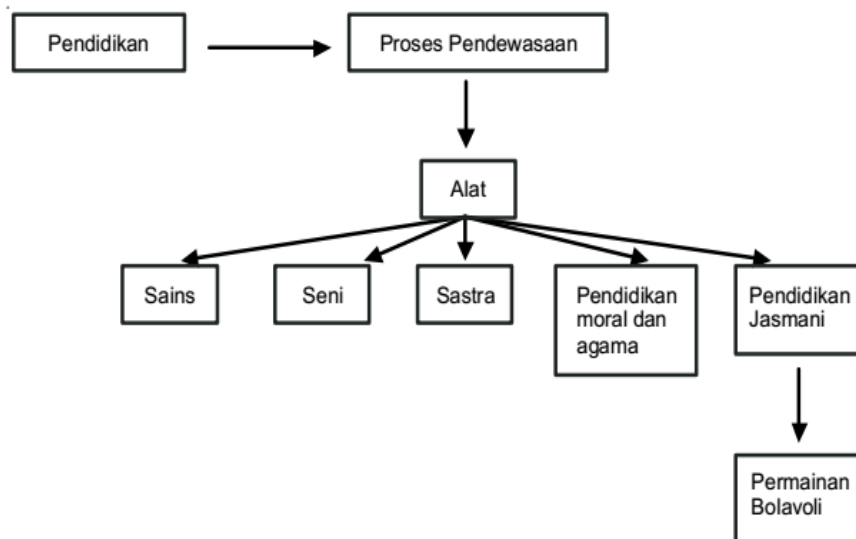 Pendidikan
Proses Pendewasaan
Alat
Sains
Seni
Sastra
Pendidikan
moral dan
agama
Pendidikan
Jasmani
Permainan
Bolavoli